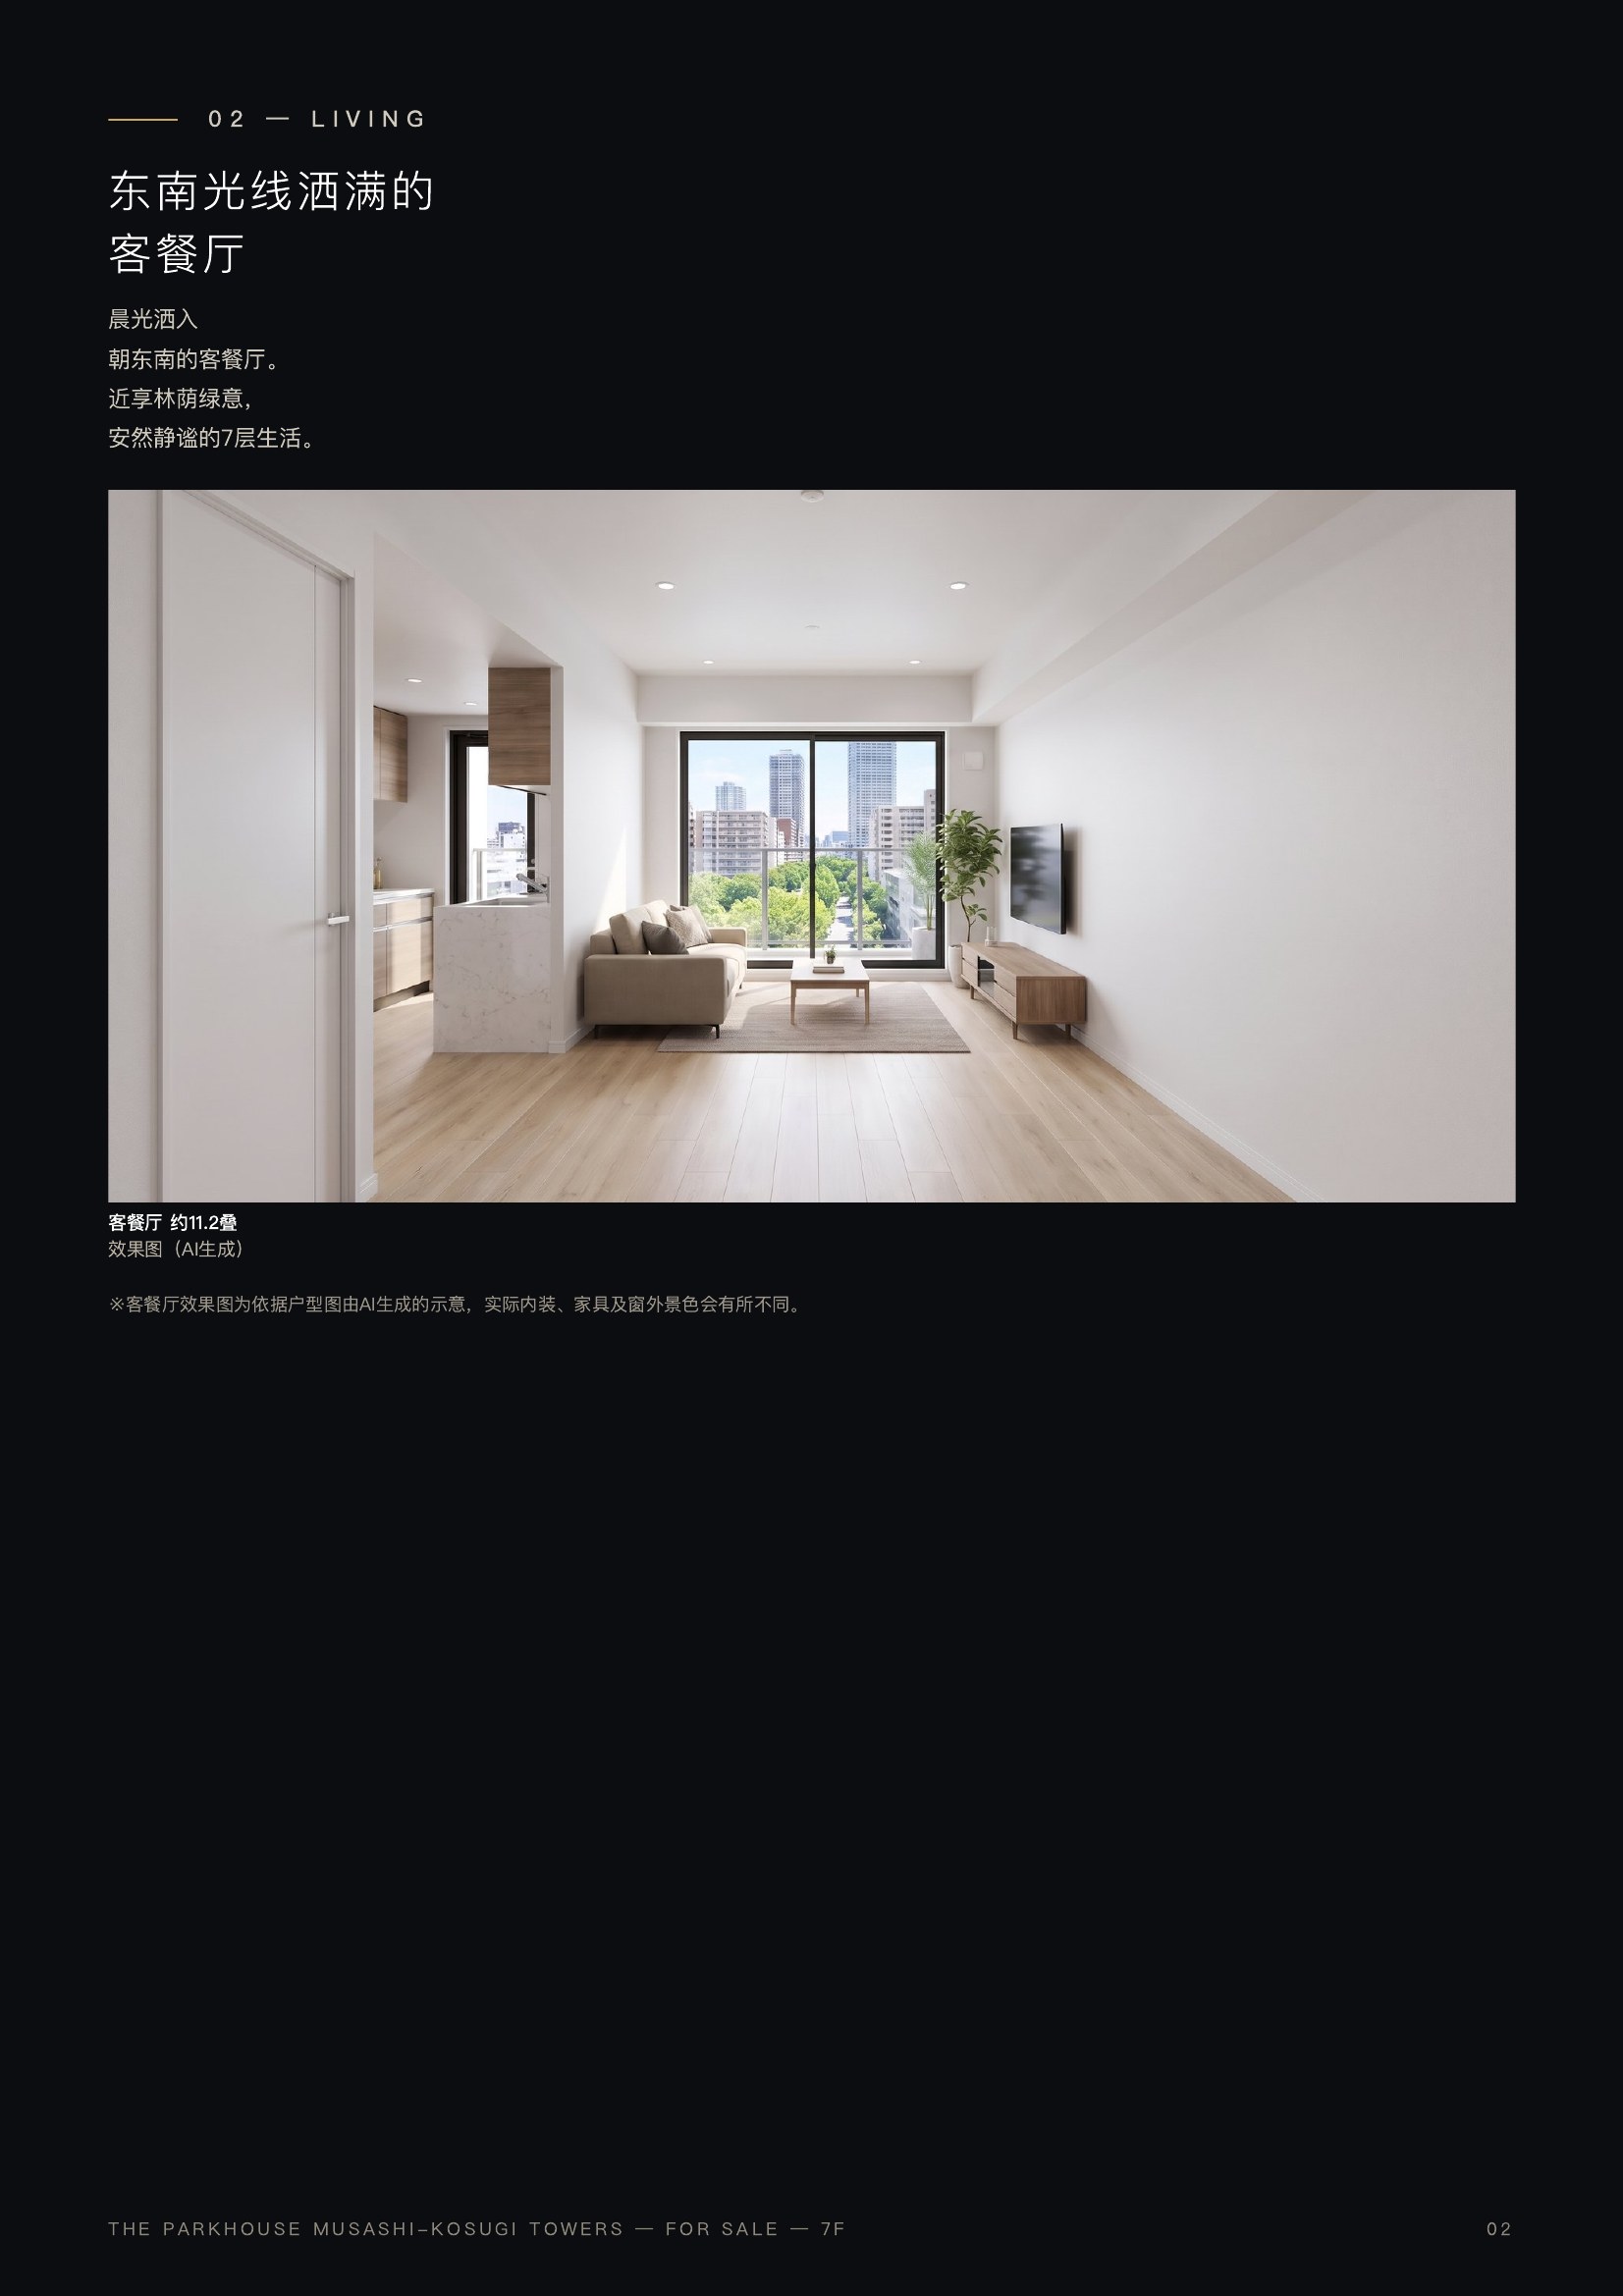 02 — LIVING
东南光线洒满的
客餐厅
晨光洒入
朝东南的客餐厅。
近享林荫绿意，
安然静谧的7层生活。
客餐厅 约11.2叠
效果图（AI生成）
※客餐厅效果图为依据户型图由AI生成的示意，实际内装、家具及窗外景色会有所不同。
THE PARKHOUSE MUSASHI-KOSUGI TOWERS — FOR SALE — 7F
02